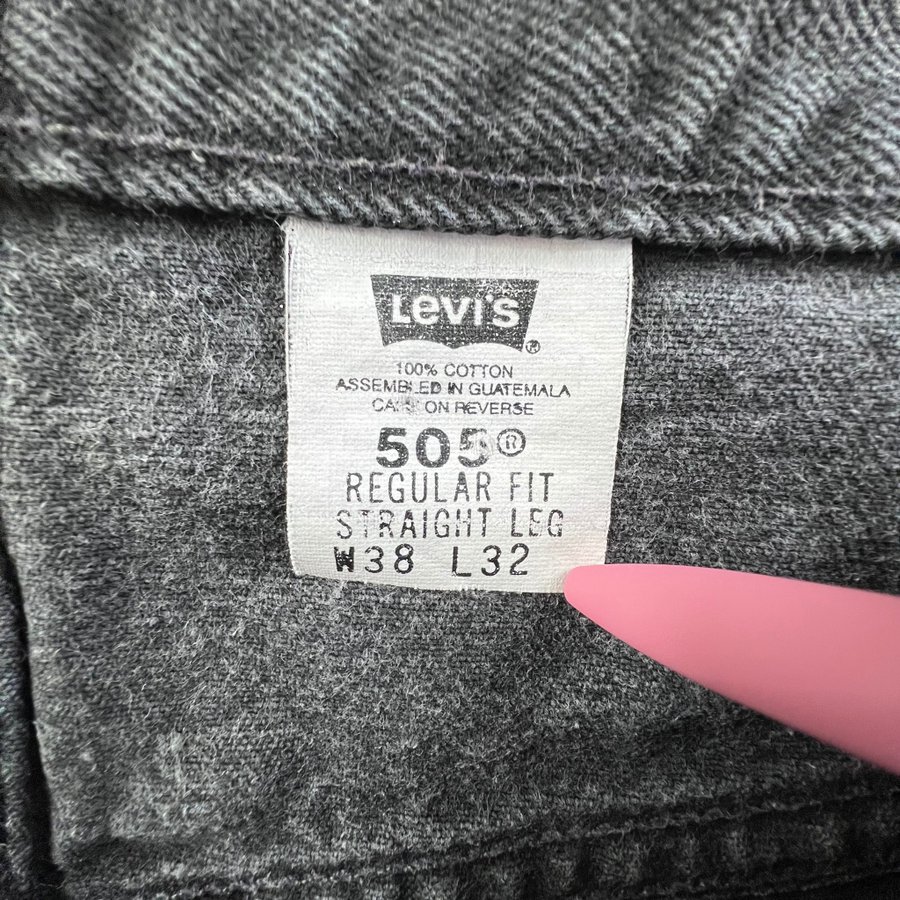 Levi's®
100% COTTON
ASSEMBLED IN GUATEMALA
CARE ON REVERSE
505®
REGULAR FIT
STRAIGHT LEG
W38 L32